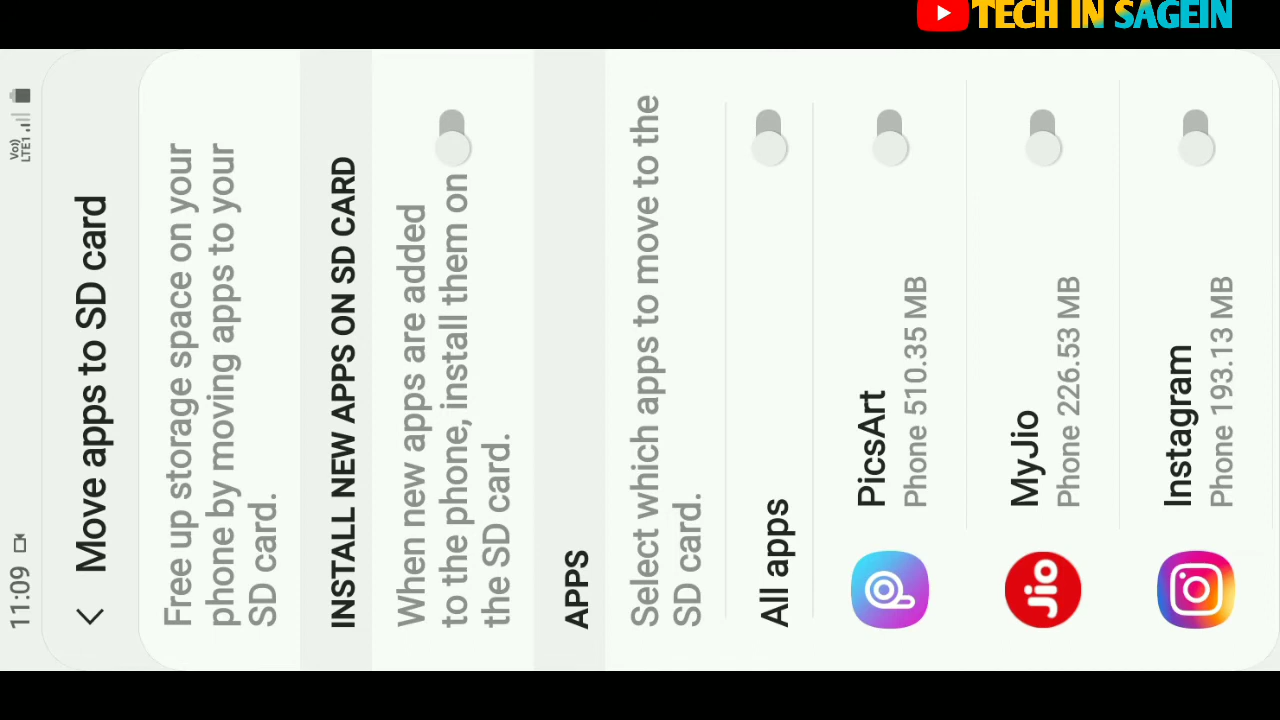 TECH IN SAGEIN
11:09
Vo))
LTE1
Move apps to SD card
Free up storage space on your
phone by moving apps to your
SD card.
INSTALL NEW APPS ON SD CARD
When new apps are added
to the phone, install them on
the SD card.
APPS
Select which apps to move to the
SD card.
All apps
PicsArt
Phone 510.35 MB
Jio
MyJio
Phone 226.53 MB
Instagram
Phone 193.13 MB